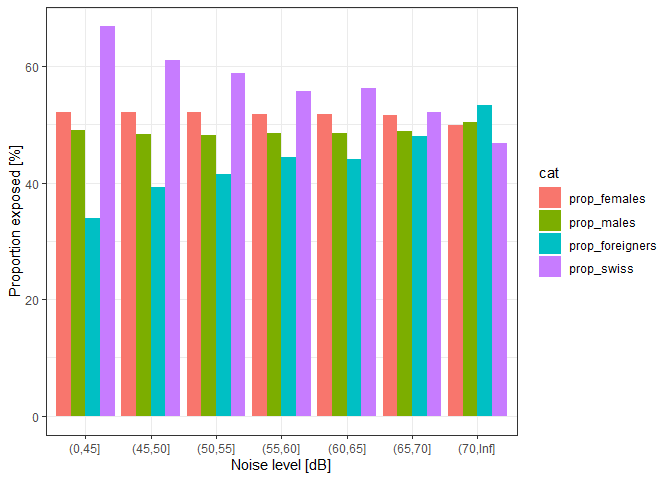 60
40
20
0
Proportion exposed [%]
(0,45]
(45,50]
(50,55]
(55,60]
(60,65]
(65,70]
(70,Inf]
Noise level [dB]
cat
prop_females
prop_males
prop_foreigners
prop_swiss